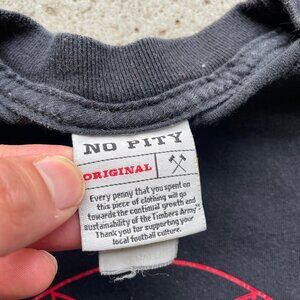 NO PITY
ORIGINAL
Every penny that you spent on
this piece of clothing will go
towards the continual growth and
sustainability of the Timbers Army.
Thank you for supporting your
local football culture.